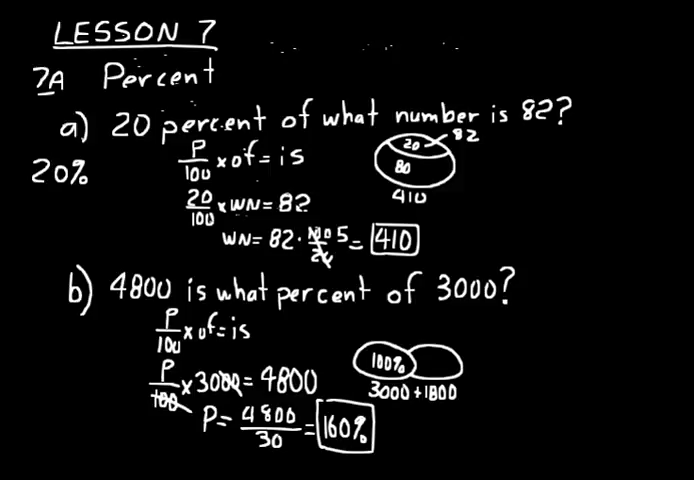 LESSON 7
7A Percent
a) 20 percent of what number is 82?
20%
P/100 x of = is
20 82
80
410
20/100 x WN = 82
WN = 82 · 5 = 410
b) 4800 is what percent of 3000?
P/100 x of = is
100%
P/100 x 3000 = 4800
3000 + 1800
P = 4800/30 = 160%